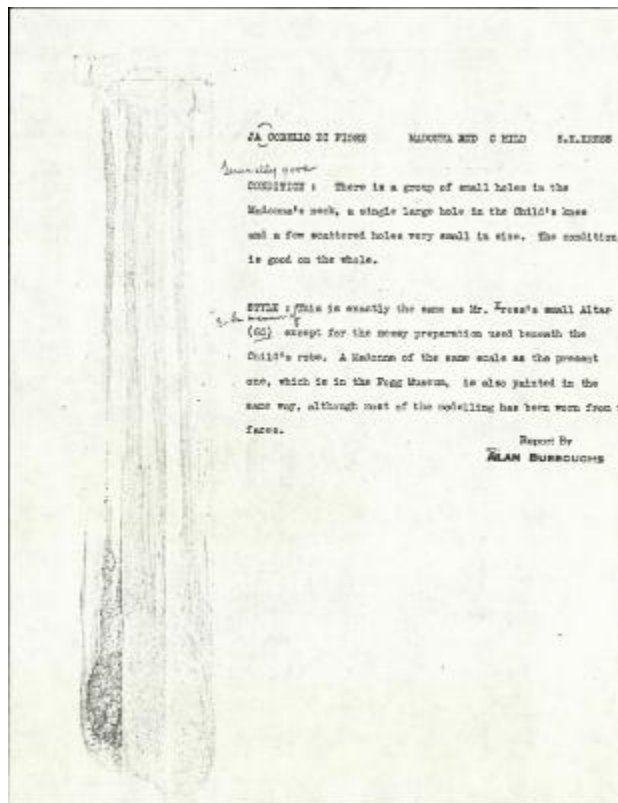 JACOBELLO DI FIORE MADONNA AND C HILD S.H.KRESS
Generally good
CONDITION : There is a group of small holes in the
Madonna's neck, a single large hole in the Child's knee
and a few scattered holes very small in size. The condition
is good on the whole.
STYLE : This is exactly the same as Mr. Kress's small Altar
(GG) except for the messy preparation used beneath the
Child's robe. A Madonna of the same scale as the present
one, which is in the Fogg Museum, is also painted in the
same way, although most of the modelling has been worn from
faces.
Report By
ALAN BURROUGHS